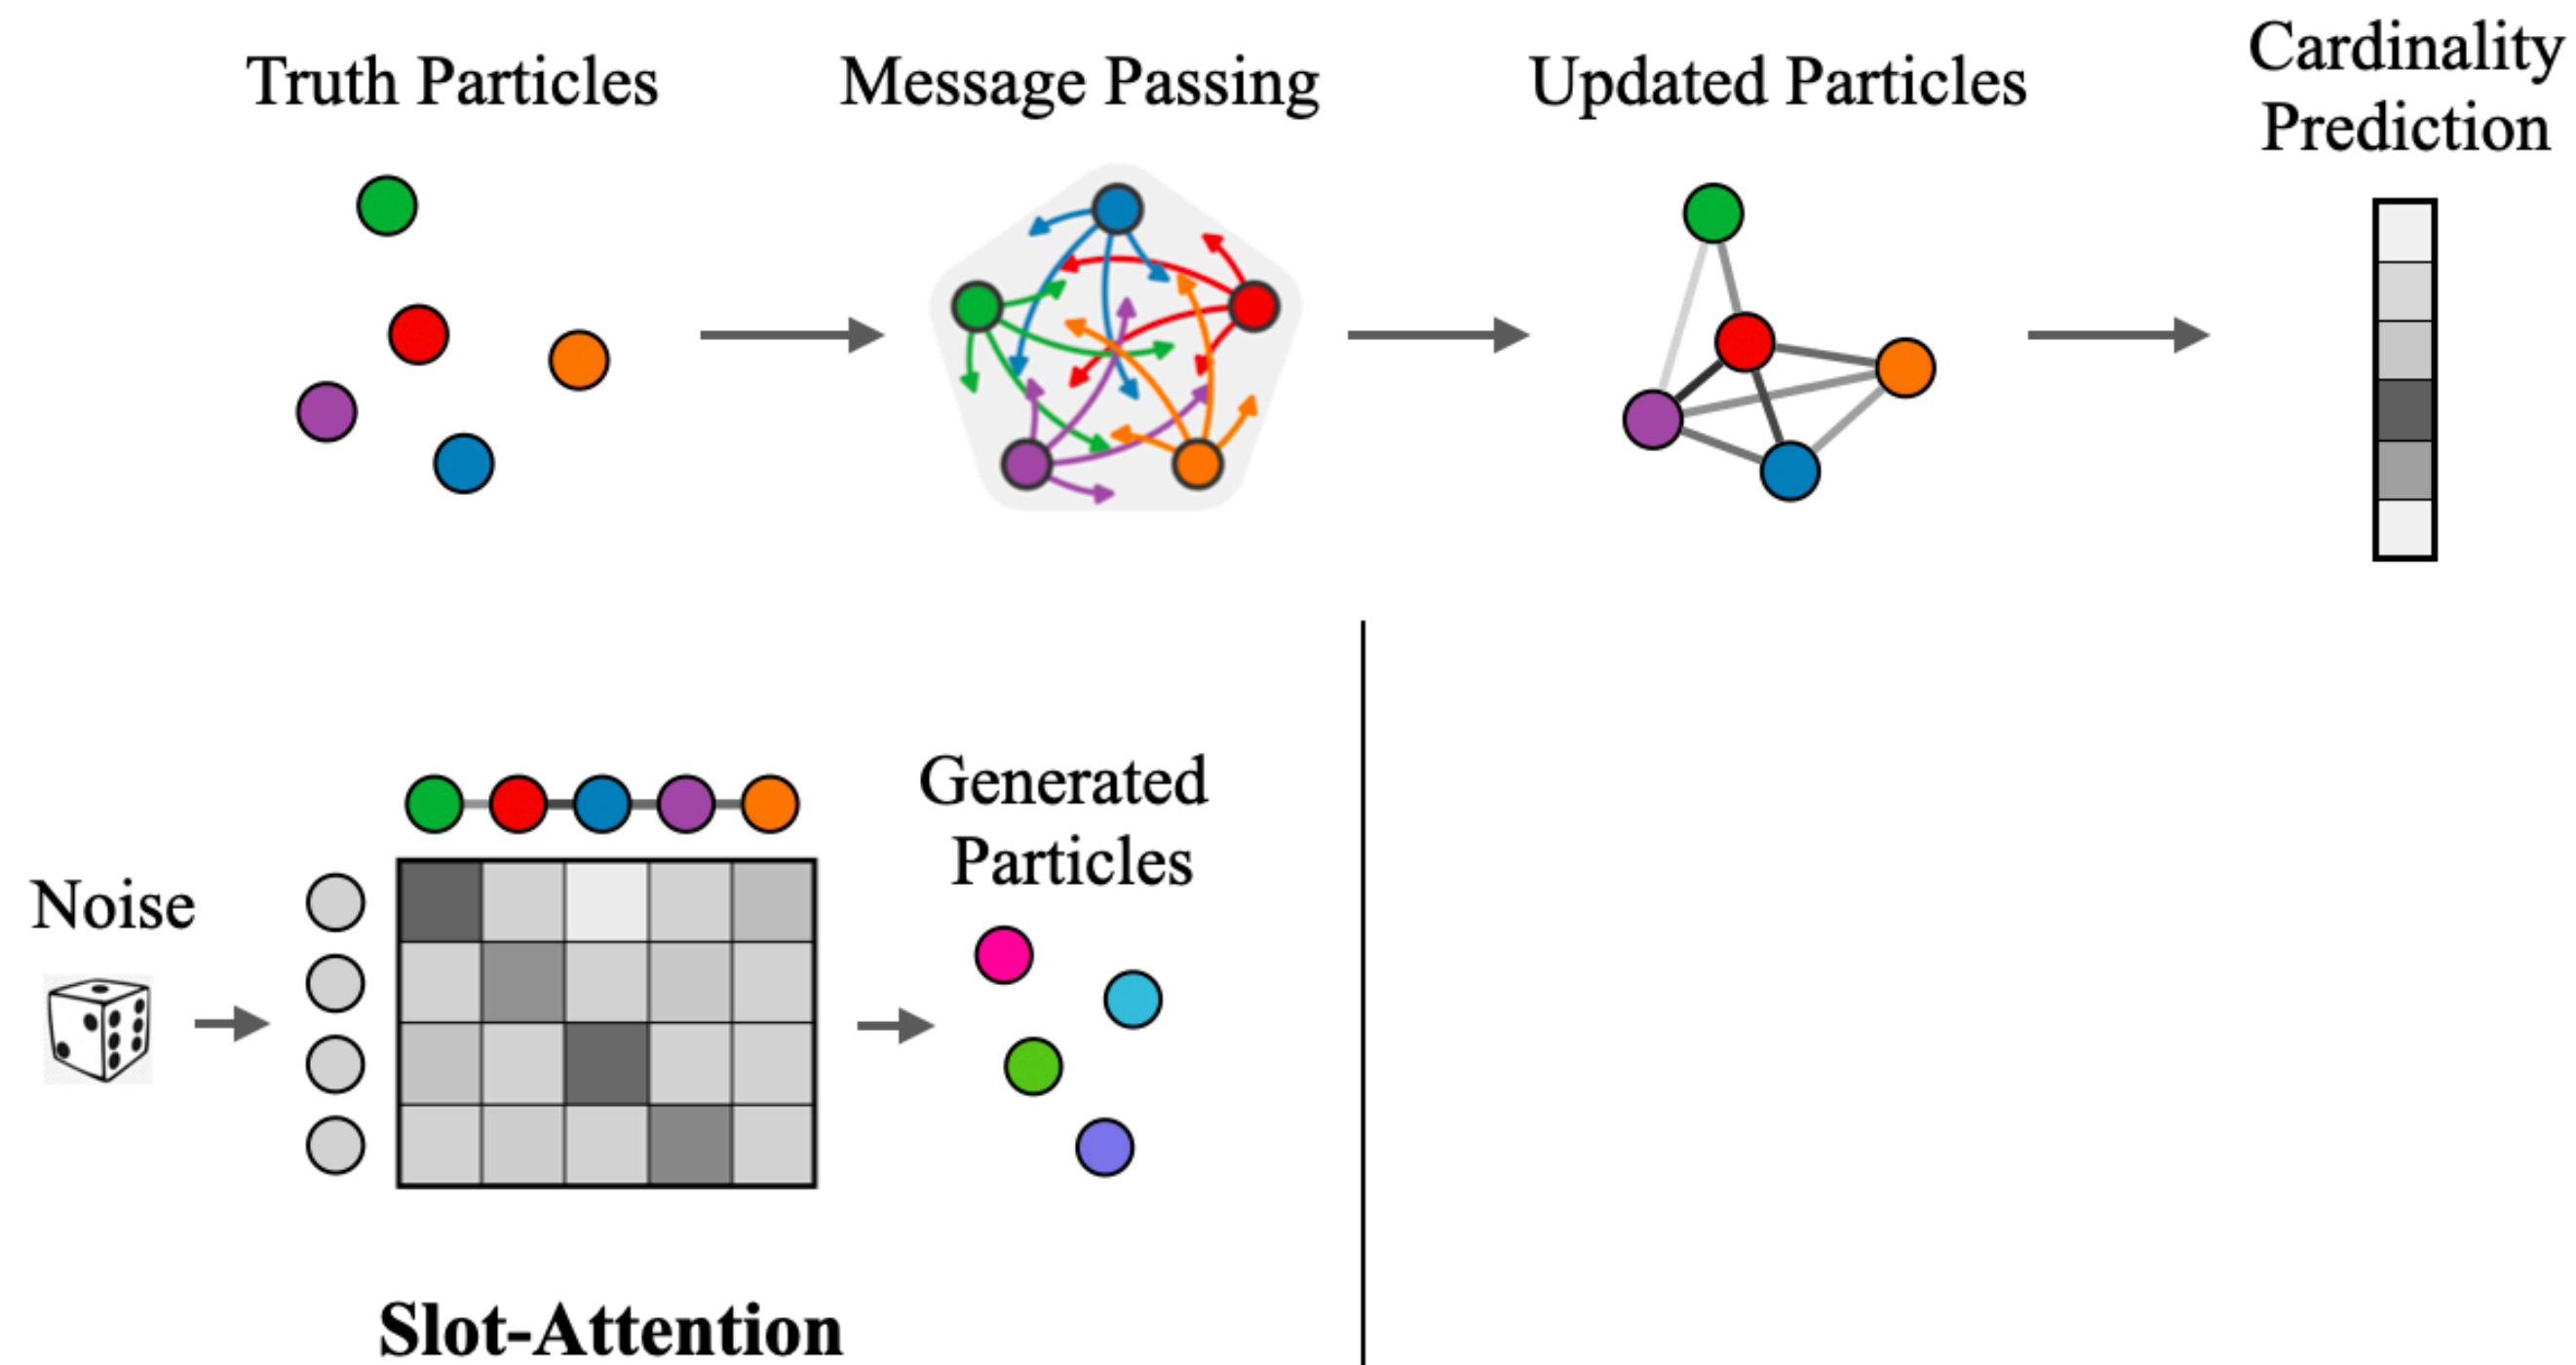 Truth Particles
Message Passing
Updated Particles
Cardinality
Prediction
Noise
Generated
Particles
Slot-Attention